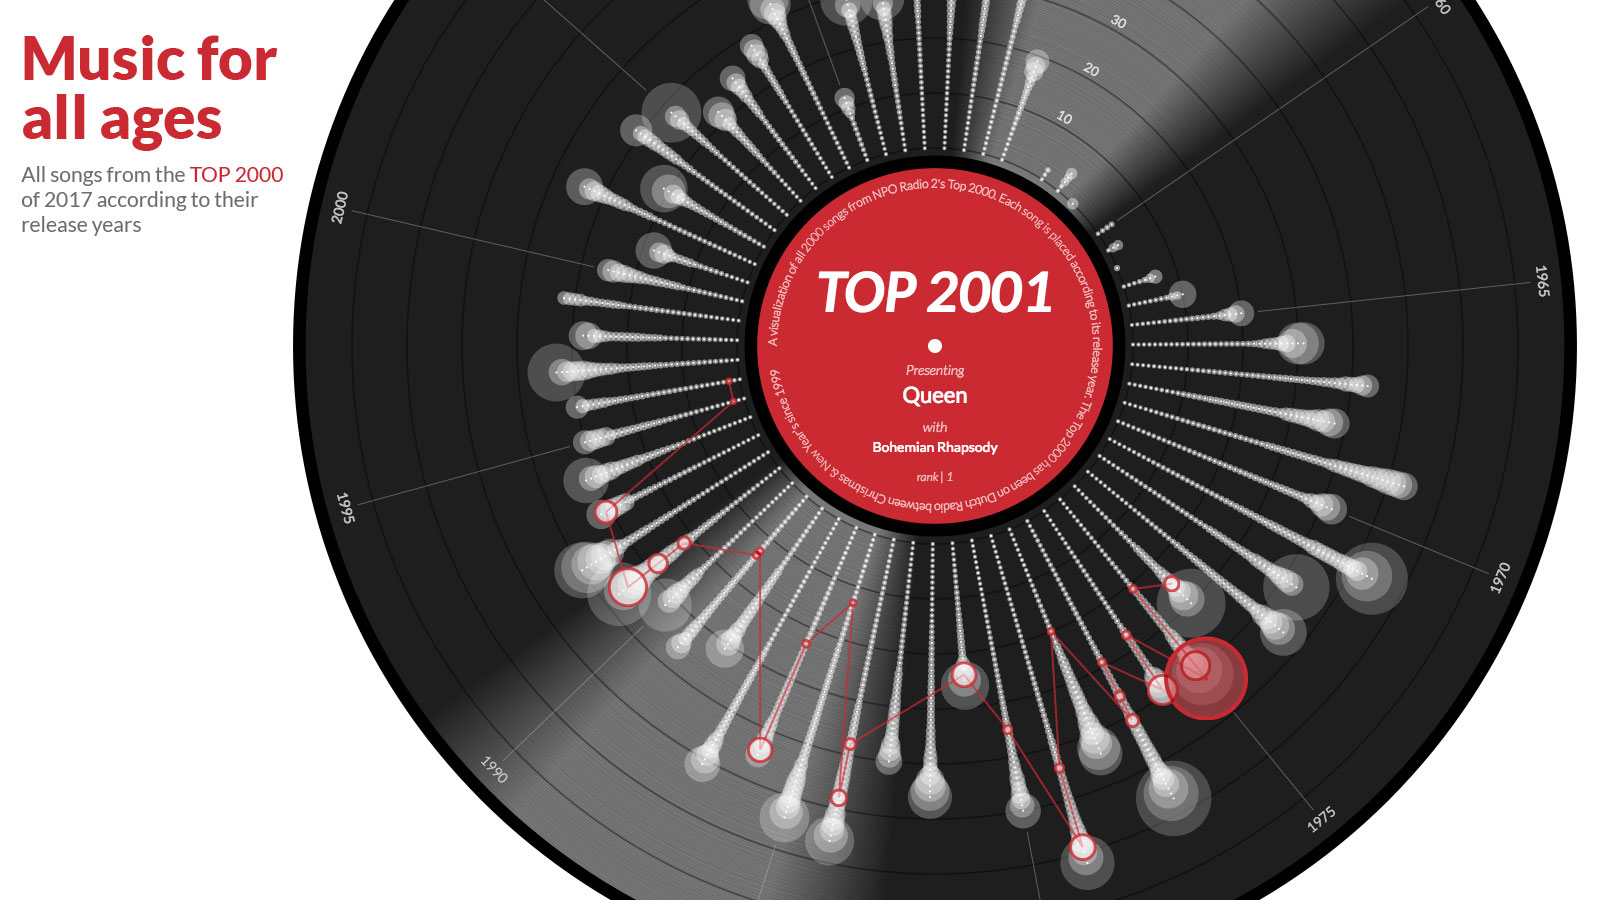 Music for
all ages
All songs from the TOP 2000
of 2017 according to their
release years
30
20
10
60
1965
1970
1975
1990
1995
2000
A visualization of all 2000 songs from NPO Radio 2's Top 2000. Each song is placed according to its release year. The Top 2000 has been on Dutch Radio between Christmas & New Year's since 1999
TOP 2001
Presenting
Queen
with
Bohemian Rhapsody
rank | 1